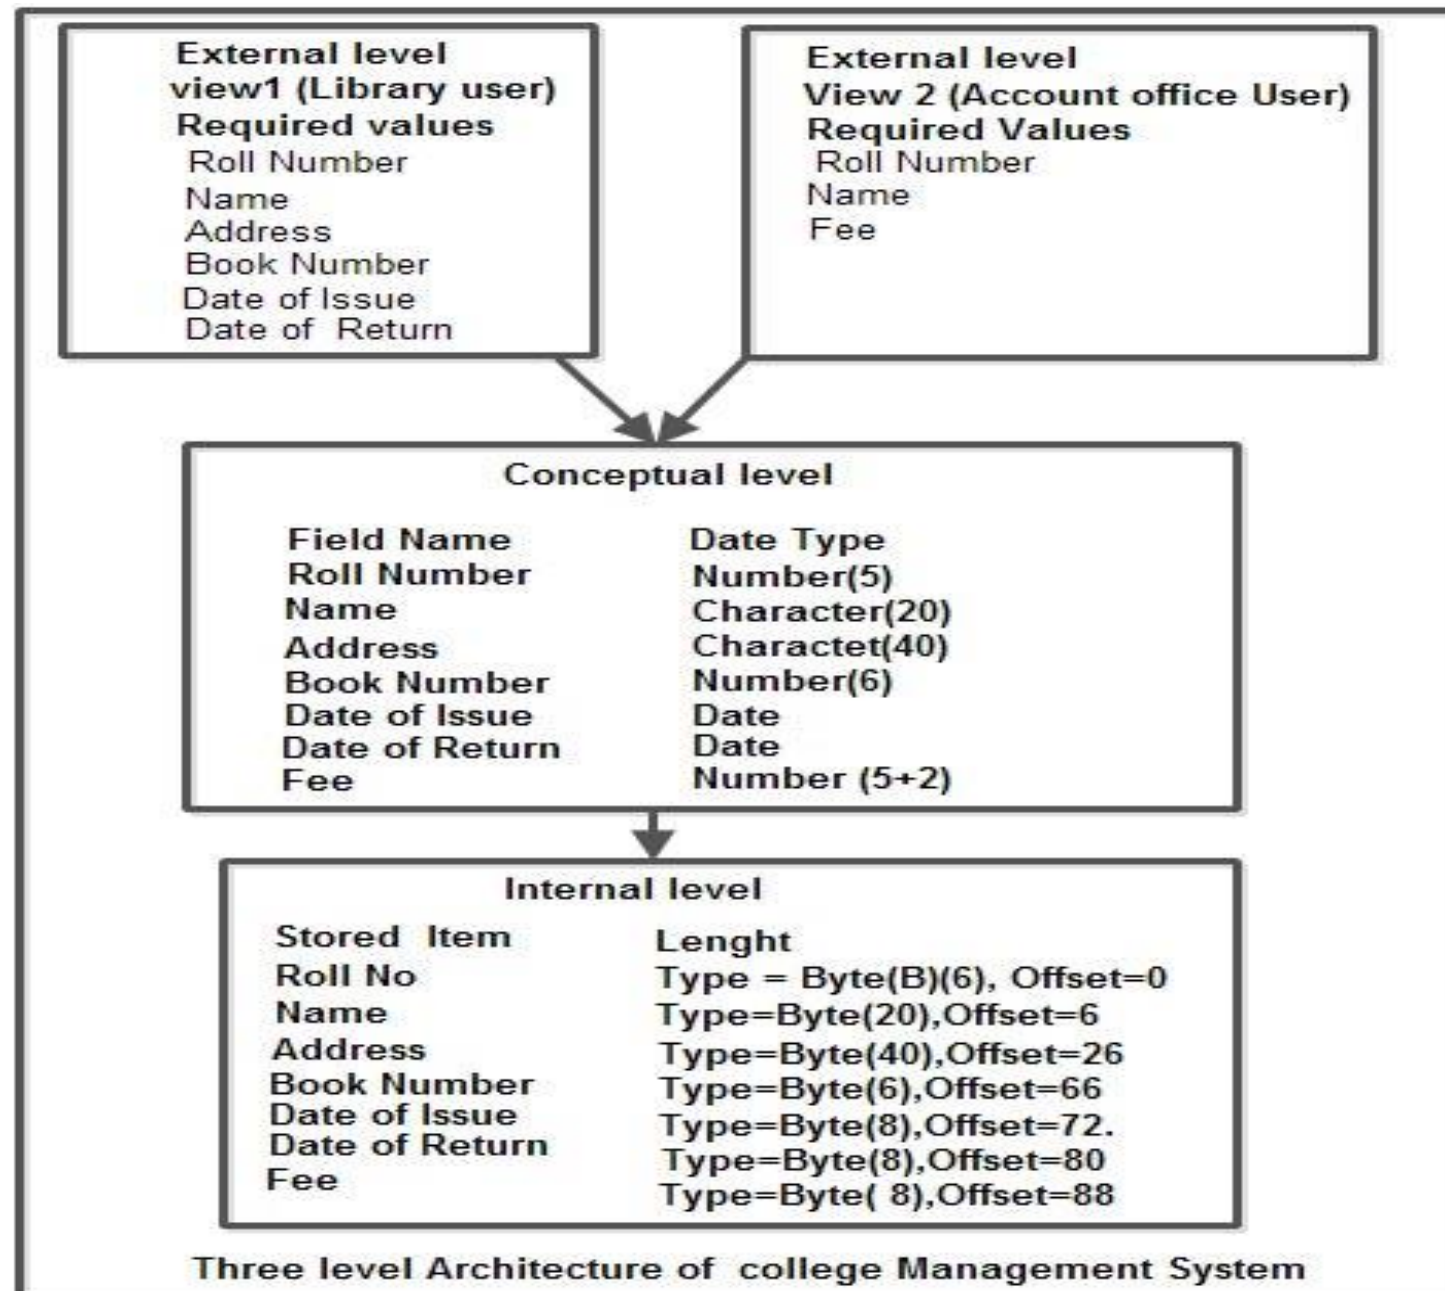 External level
view1 (Library user)
Required values
Roll Number
Name
Address
Book Number
Date of Issue
Date of Return
External level
View 2 (Account office User)
Required Values
Roll Number
Name
Fee
Conceptual level
Field Name Date Type
Roll Number Number(5)
Name Character(20)
Address Charactet(40)
Book Number Number(6)
Date of Issue Date
Date of Return Date
Fee Number (5+2)
Internal level
Stored Item Lenght
Roll No Type = Byte(B)(6), Offset=0
Name Type=Byte(20),Offset=6
Address Type=Byte(40),Offset=26
Book Number Type=Byte(6),Offset=66
Date of Issue Type=Byte(8),Offset=72.
Date of Return Type=Byte(8),Offset=80
Fee Type=Byte( 8),Offset=88
Three level Architecture of college Management System